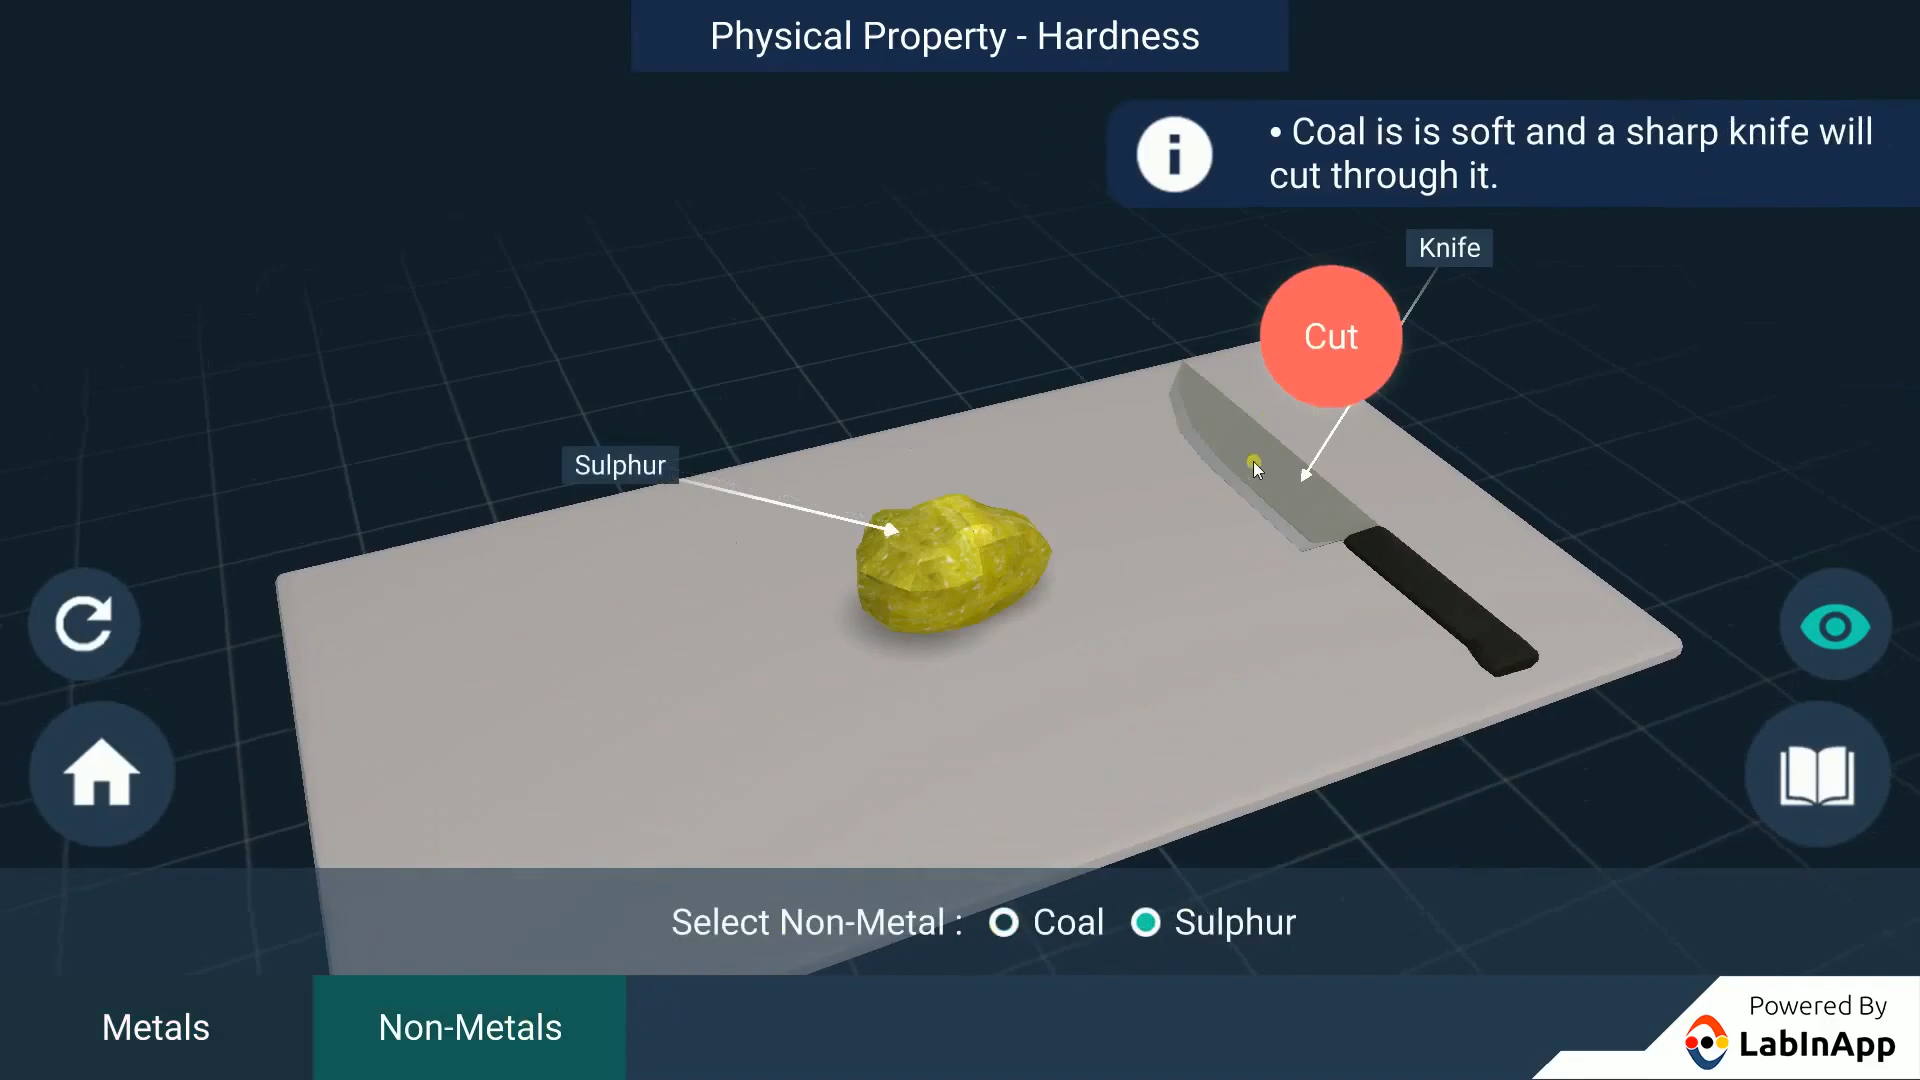 Physical Property - Hardness
• Coal is is soft and a sharp knife will
cut through it.
Knife
Cut
Sulphur
Select Non-Metal : Coal Sulphur
Metals Non-Metals
Powered By
LabInApp